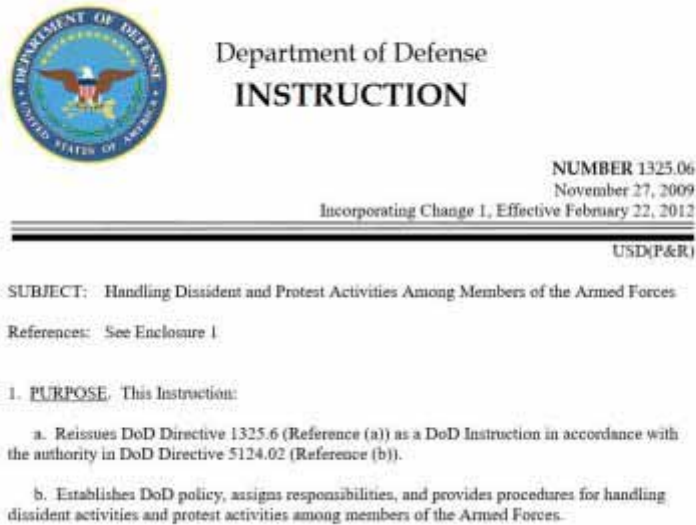 DEPARTMENT OF DEFENSE
UNITED STATES OF AMERICA
Department of Defense
INSTRUCTION
NUMBER 1325.06
November 27, 2009
Incorporating Change 1, Effective February 22, 2012
USD(P&R)
SUBJECT: Handling Dissident and Protest Activities Among Members of the Armed Forces
References: See Enclosure 1
1. PURPOSE. This Instruction:
a. Reissues DoD Directive 1325.6 (Reference (a)) as a DoD Instruction in accordance with
the authority in DoD Directive 5124.02 (Reference (b)).
b. Establishes DoD policy, assigns responsibilities, and provides procedures for handling
dissident activities and protest activities among members of the Armed Forces.